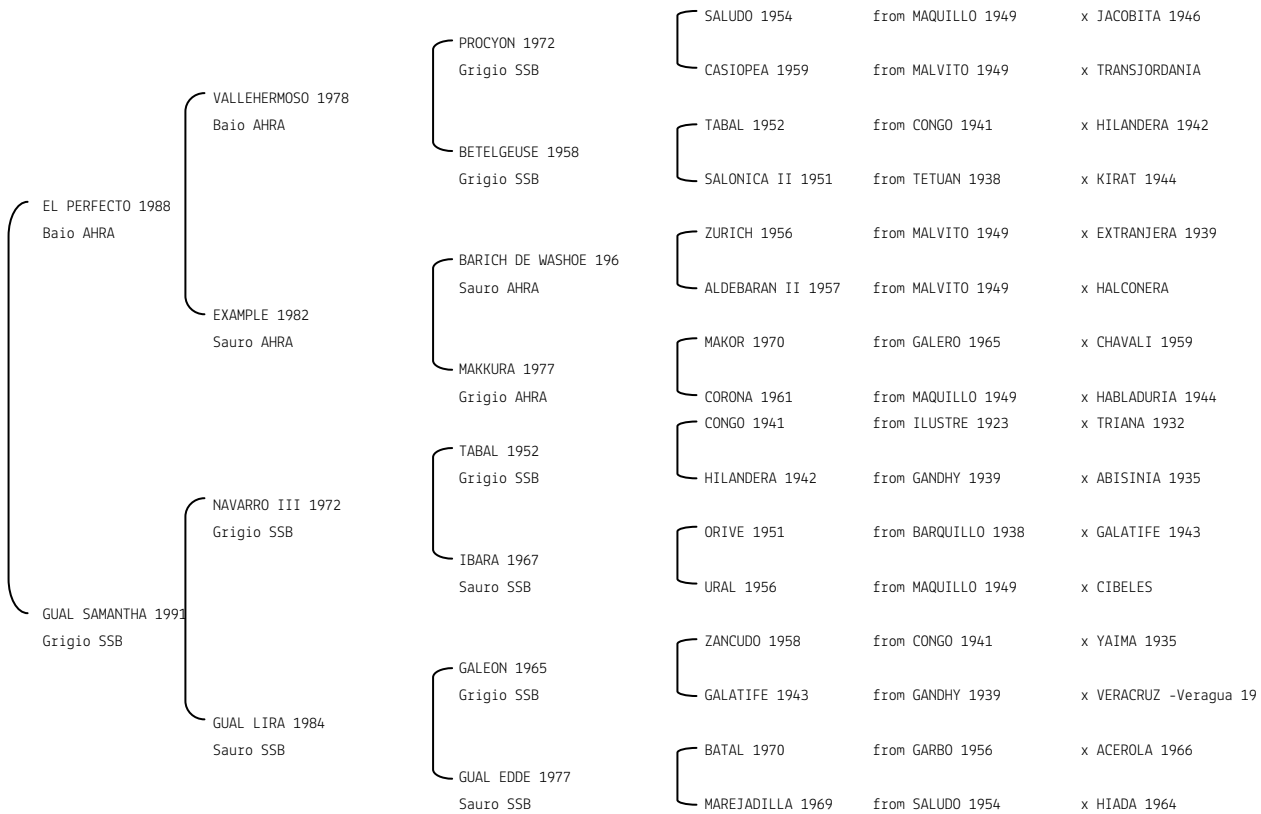 SALUDO 1954 from MAQUILLO 1949 x JACOBITA 1946
PROCYON 1972
Grigio SSB CASIOPEA 1959 from MALVITO 1949 x TRANSJORDANIA
VALLEHERMOSO 1978
Baio AHRA TABAL 1952 from CONGO 1941 x HILANDERA 1942
BETELGEUSE 1958
Grigio SSB SALONICA II 1951 from TETUAN 1938 x KIRAT 1944
EL PERFECTO 1988
Baio AHRA ZURICH 1956 from MALVITO 1949 x EXTRANJERA 1939
BARICH DE WASHOE 196
Sauro AHRA ALDEBARAN II 1957 from MALVITO 1949 x HALCONERA
EXAMPLE 1982
Sauro AHRA MAKOR 1970 from GALERO 1965 x CHAVALI 1959
MAKKURA 1977
Grigio AHRA CORONA 1961 from MAQUILLO 1949 x HABLADURIA 1944
CONGO 1941 from ILUSTRE 1923 x TRIANA 1932
TABAL 1952
Grigio SSB HILANDERA 1942 from GANDHY 1939 x ABISINIA 1935
NAVARRO III 1972
Grigio SSB ORIVE 1951 from BARQUILLO 1938 x GALATIFE 1943
IBARA 1967
Sauro SSB URAL 1956 from MAQUILLO 1949 x CIBELES
GUAL SAMANTHA 1991
Grigio SSB ZANCUDO 1958 from CONGO 1941 x YAIMA 1935
GALEON 1965
Grigio SSB GALATIFE 1943 from GANDHY 1939 x VERACRUZ -Veragua 19
GUAL LIRA 1984
Sauro SSB BATAL 1970 from GARBO 1956 x ACEROLA 1966
GUAL EDDE 1977
Sauro SSB MAREJADILLA 1969 from SALUDO 1954 x HIADA 1964